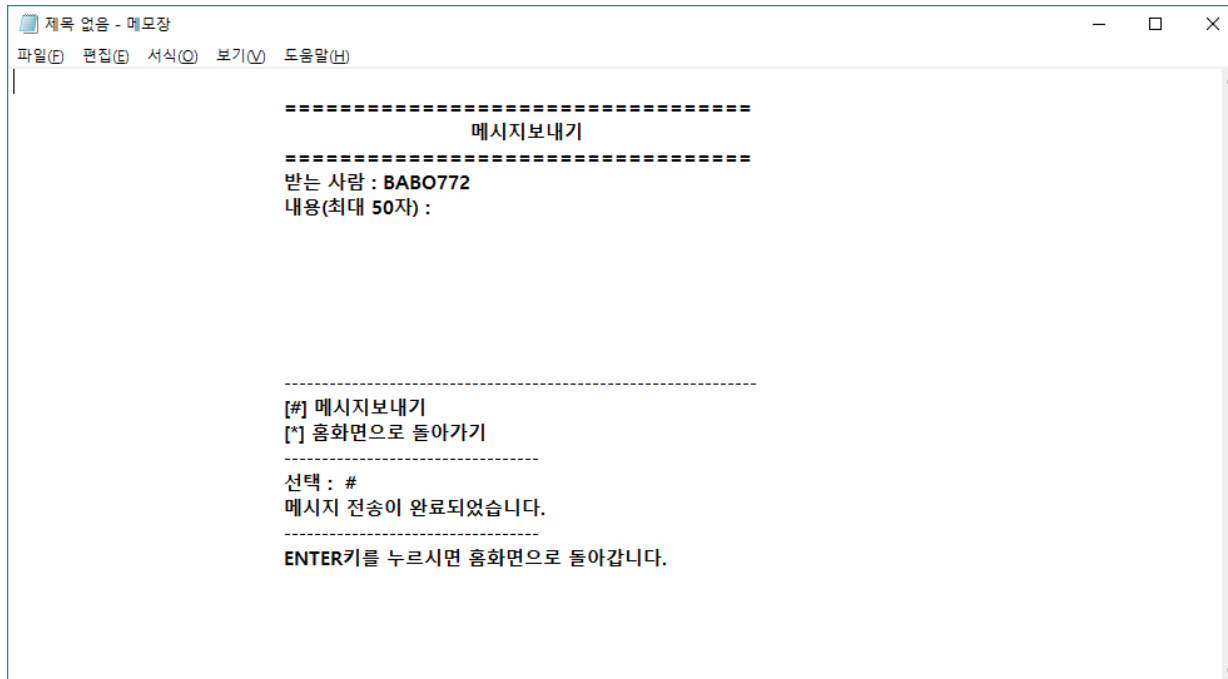 제목 없음 - 메모장
파일(F) 편집(E) 서식(O) 보기(V) 도움말(H)
==================================
메시지보내기
==================================
받는 사람 : BABO772
내용(최대 50자) :
---------------------------------------------------------------
[#] 메시지보내기
[*] 홈화면으로 돌아가기
----------------------------------
선택 : #
메시지 전송이 완료되었습니다.
----------------------------------
ENTER키를 누르시면 홈화면으로 돌아갑니다.